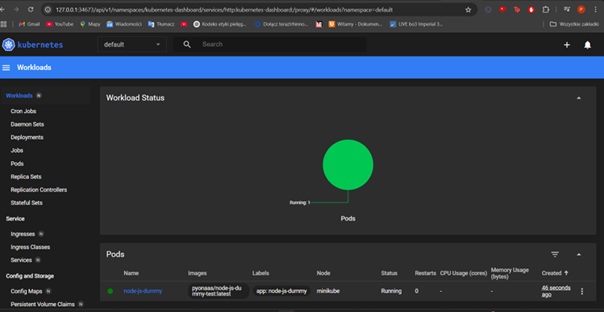 127.0.0.1:34673/api/v1/namespaces/kubernetes-dashboard/services/http:kubernetes-dashboard:/proxy/#/workloads?namespace=default
Gmail YouTube Mapy Wiadomości Tłumacz Kodeks style pielęg... Witamy - Dokumen... LIVE bo3 Imperial 3... Wszystkie zakładki
kubernetes default Search
Workloads
Workloads N
Cron Jobs
Daemon Sets
Deployments
Jobs
Pods
Replica Sets
Replication Controllers
Stateful Sets
Service
Ingresses N
Ingress Classes
Services N
Config and Storage
Config Maps N
Persistent Volume Claims N
Workload Status
Running: 1
Pods
Pods
Name Images Labels Node Status Restarts CPU Usage (cores) Memory Usage (bytes) Created
node-js-dummy pyonaaa/node-js-dummy-test:latest app: node-js-dummy minikube Running 0 - - 46 seconds ago